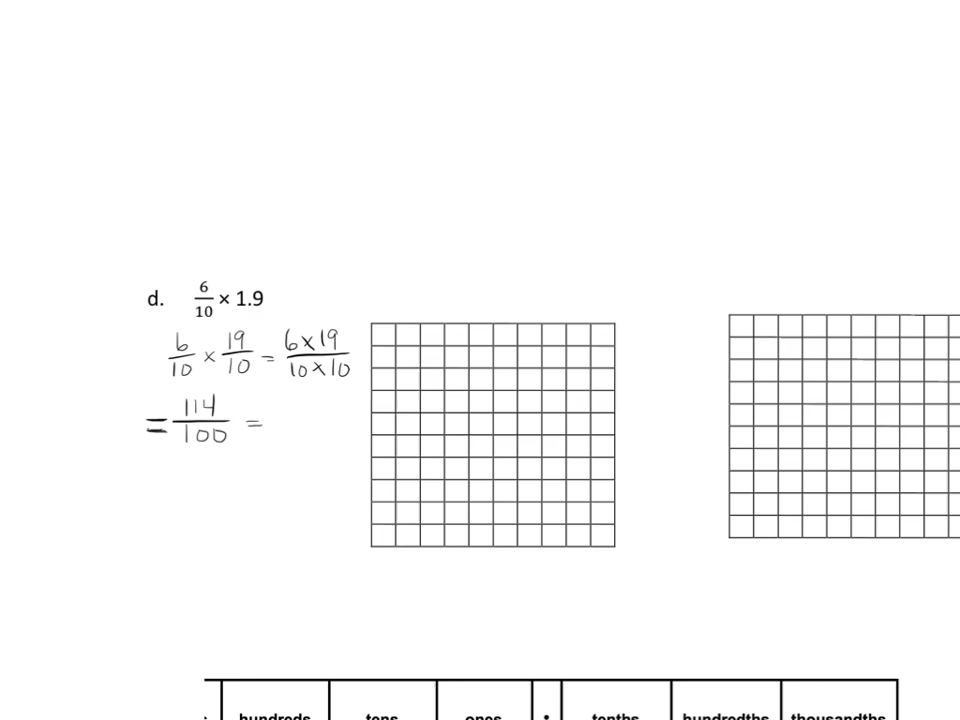 d. 6/10 × 1.9
6/10 × 19/10 = 6×19/10×10
= 114/100 =
hundreds tens ones . tenths hundredths thousandths